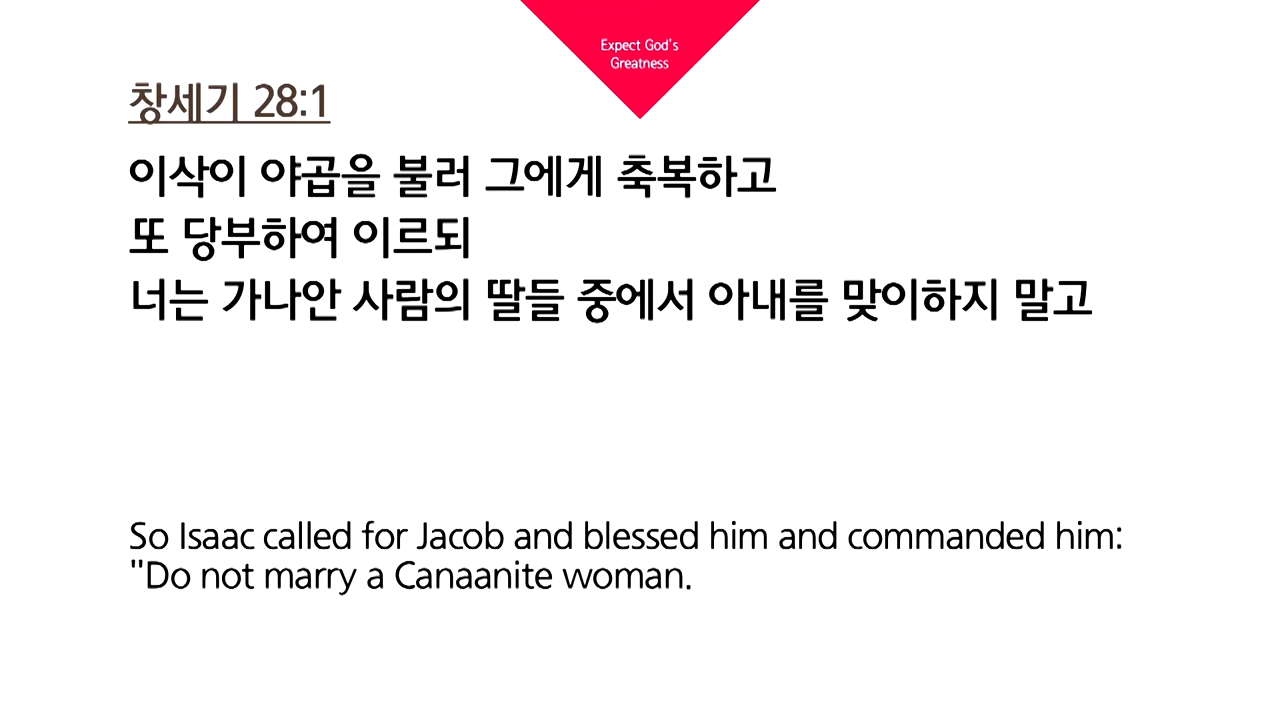 Expect God's
Greatness
창세기 28:1
이삭이 야곱을 불러 그에게 축복하고
또 당부하여 이르되
너는 가나안 사람의 딸들 중에서 아내를 맞이하지 말고
So Isaac called for Jacob and blessed him and commanded him:
"Do not marry a Canaanite woman.